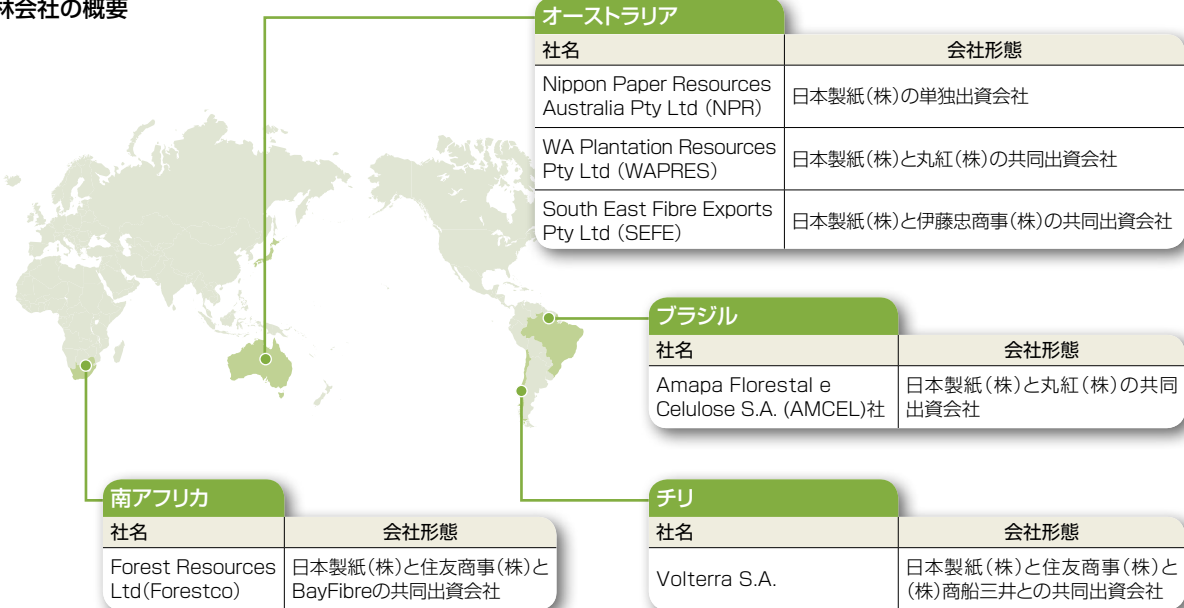 林会社の概要
オーストラリア
社名 会社形態
Nippon Paper Resources
Australia Pty Ltd (NPR)
日本製紙(株)の単独出資会社
WA Plantation Resources
Pty Ltd (WAPRES)
日本製紙(株)と丸紅(株)の共同出資会社
South East Fibre Exports
Pty Ltd (SEFE)
日本製紙(株)と伊藤忠商事(株)の共同出資会社
ブラジル
社名 会社形態
Amapa Florestal e
Celulose S.A. (AMCEL)社
日本製紙(株)と丸紅(株)の共同
出資会社
南アフリカ
社名 会社形態
Forest Resources
Ltd(Forestco)
日本製紙(株)と住友商事(株)と
BayFibreの共同出資会社
チリ
社名 会社形態
Volterra S.A.
日本製紙(株)と住友商事(株)と
(株)商船三井との共同出資会社